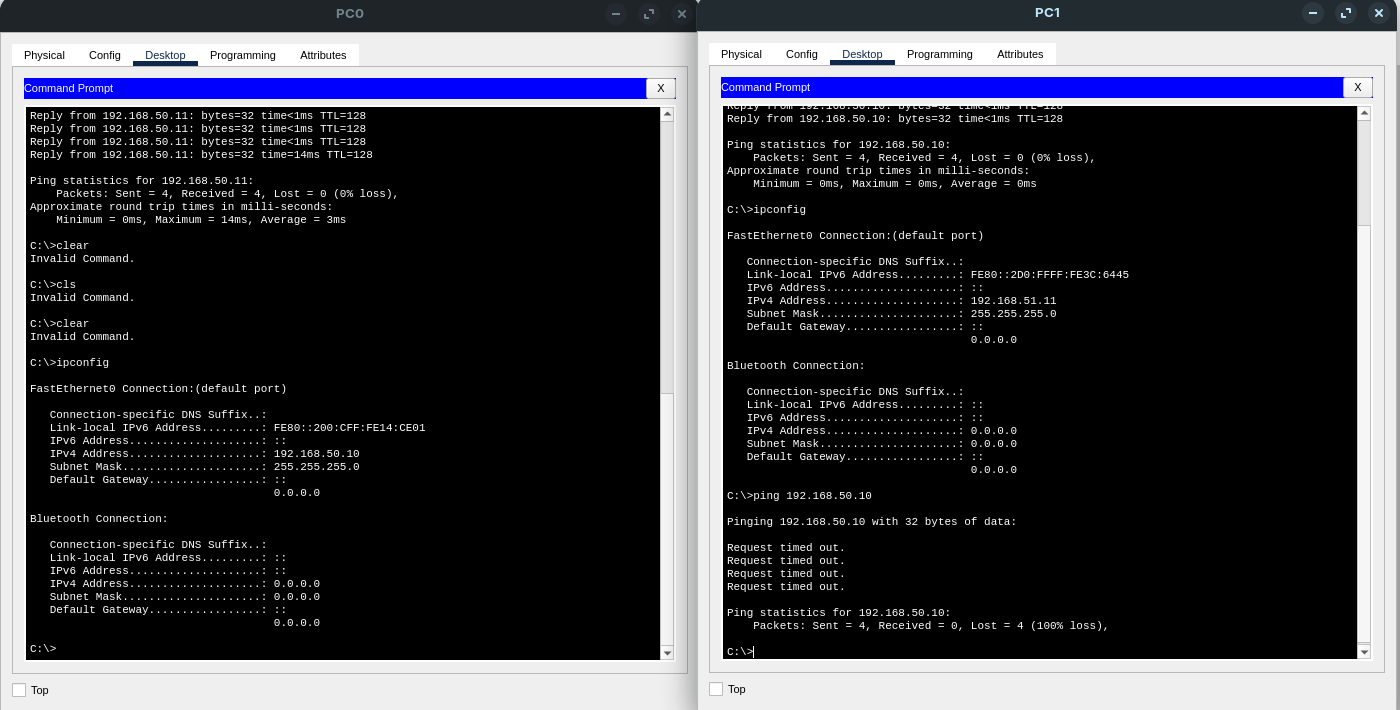 PC0
Physical Config Desktop Programming Attributes
Command Prompt X
Reply from 192.168.50.11: bytes=32 time<1ms TTL=128
Reply from 192.168.50.11: bytes=32 time<1ms TTL=128
Reply from 192.168.50.11: bytes=32 time<1ms TTL=128
Reply from 192.168.50.11: bytes=32 time=14ms TTL=128
Ping statistics for 192.168.50.11:
Packets: Sent = 4, Received = 4, Lost = 0 (0% loss),
Approximate round trip times in milli-seconds:
Minimum = 0ms, Maximum = 14ms, Average = 3ms
C:\>clear
Invalid Command.
C:\>cls
Invalid Command.
C:\>clear
Invalid Command.
C:\>ipconfig
FastEthernet0 Connection:(default port)
Connection-specific DNS Suffix..:
Link-local IPv6 Address.........: FE80::200:CFF:FE14:CE01
IPv6 Address....................: ::
IPv4 Address....................: 192.168.50.10
Subnet Mask.....................: 255.255.255.0
Default Gateway.................: ::
0.0.0.0
Bluetooth Connection:
Connection-specific DNS Suffix..:
Link-local IPv6 Address.........: ::
IPv6 Address....................: ::
IPv4 Address....................: 0.0.0.0
Subnet Mask.....................: 0.0.0.0
Default Gateway.................: ::
0.0.0.0
C:\>
Top
PC1
Physical Config Desktop Programming Attributes
Command Prompt X
Reply from 192.168.50.10: bytes=32 time<1ms TTL=128
Reply from 192.168.50.10: bytes=32 time<1ms TTL=128
Ping statistics for 192.168.50.10:
Packets: Sent = 4, Received = 4, Lost = 0 (0% loss),
Approximate round trip times in milli-seconds:
Minimum = 0ms, Maximum = 0ms, Average = 0ms
C:\>ipconfig
FastEthernet0 Connection:(default port)
Connection-specific DNS Suffix..:
Link-local IPv6 Address.........: FE80::2D0:FFFF:FE3C:6445
IPv6 Address....................: ::
IPv4 Address....................: 192.168.51.11
Subnet Mask.....................: 255.255.255.0
Default Gateway.................: ::
0.0.0.0
Bluetooth Connection:
Connection-specific DNS Suffix..:
Link-local IPv6 Address.........: ::
IPv6 Address....................: ::
IPv4 Address....................: 0.0.0.0
Subnet Mask.....................: 0.0.0.0
Default Gateway.................: ::
0.0.0.0
C:\>ping 192.168.50.10
Pinging 192.168.50.10 with 32 bytes of data:
Request timed out.
Request timed out.
Request timed out.
Request timed out.
Ping statistics for 192.168.50.10:
Packets: Sent = 4, Received = 0, Lost = 4 (100% loss),
C:\>
Top